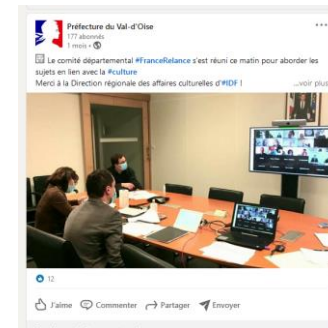 Préfecture du Val-d'Oise
177 abonnés
1 mois •
Le comité départemental #FranceRelance s'est réuni ce matin pour aborder les
sujets en lien avec la #culture
Merci à la Direction régionale des affaires culturelles d'#IDF !
...voir plus
12
J'aime Commenter Partager Envoyer